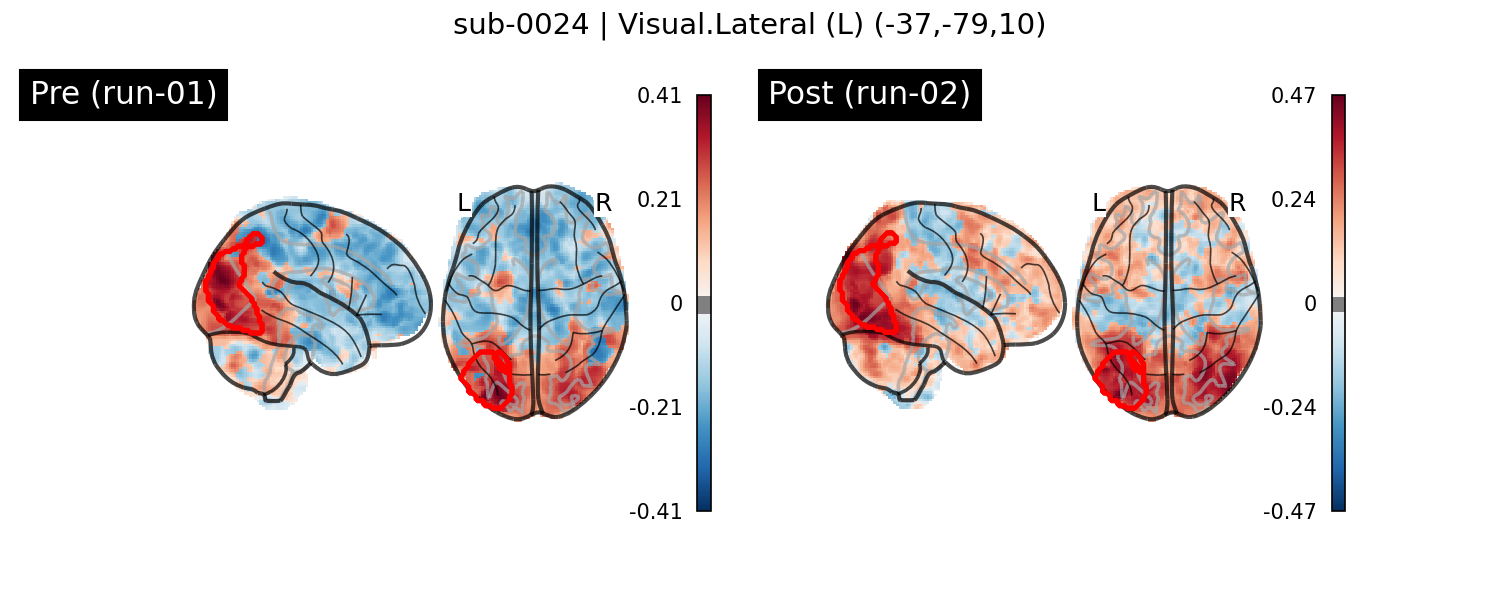 sub-0024 | Visual.Lateral (L) (-37,-79,10)
Pre (run-01)
L
R
0.41
0.21
0
-0.21
-0.41
Post (run-02)
L
R
0.47
0.24
0
-0.24
-0.47